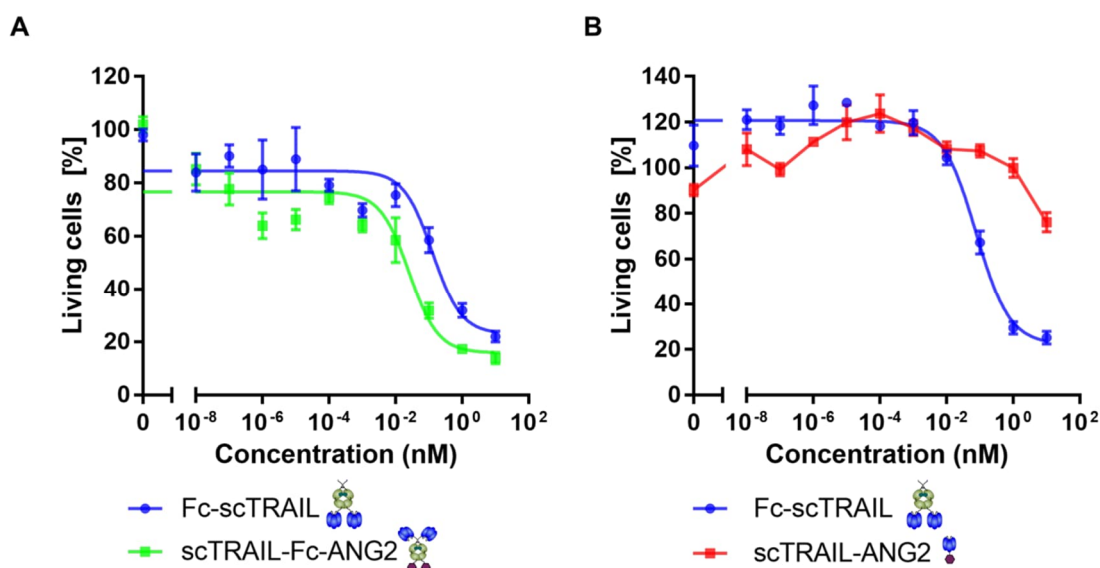 A
B
Living cells [%]
120
100
80
60
40
20
0
0
10⁻⁸
10⁻⁶
10⁻⁴
10⁻²
10⁰
10²
Concentration (nM)
Fc-scTRAIL
scTRAIL-Fc-ANG2
Living cells [%]
140
120
100
80
60
40
20
0
0
10⁻⁸
10⁻⁶
10⁻⁴
10⁻²
10⁰
10²
Concentration (nM)
Fc-scTRAIL
scTRAIL-ANG2